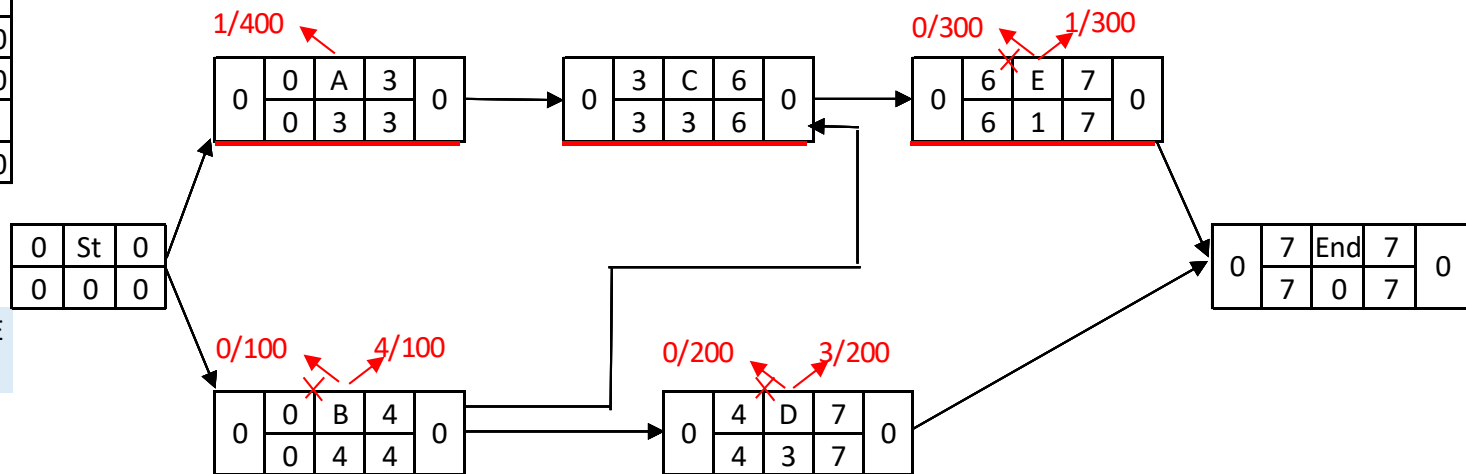 0
0
0
1/400
0/300 1/300
0 0 A 3 0
0 3 3
0 3 C 6 0
3 3 6
0 6 E 7 0
6 1 7
0 St 0
0 0 0
0 7 End 7 0
7 0 7
E
0/100 4/100
0/200 3/200
0 0 B 4 0
0 4 4
0 4 D 7 0
4 3 7